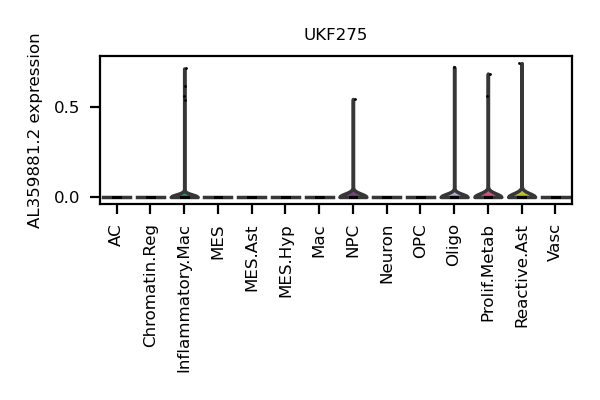 UKF275
AL359881.2 expression
0.5
0.0
AC
Chromatin.Reg
Inflammatory.Mac
MES
MES.Ast
MES.Hyp
Mac
NPC
Neuron
OPC
Oligo
Prolif.Metab
Reactive.Ast
Vasc